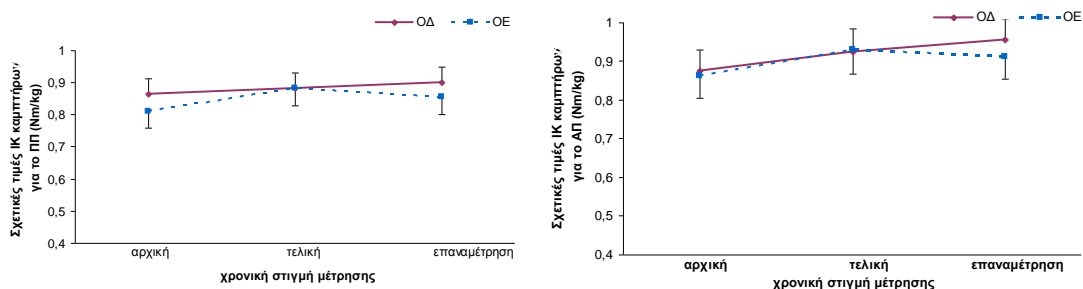 ΟΔ ΟΕ
Σχετικές τιμές ΙΚ καμπτήρων
για το ΠΠ (Nm/kg)
1
0,9
0,8
0,7
0,6
0,5
0,4
αρχική τελική επαναμέτρηση
χρονική στιγμή μέτρησης
ΟΔ ΟΕ
Σχετικές τιμές ΙΚ καμπτήρων
για το ΑΠ (Nm/kg)
1
0,9
0,8
0,7
0,6
0,5
0,4
αρχική τελική επαναμέτρηση
χρονική στιγμή μέτρησης